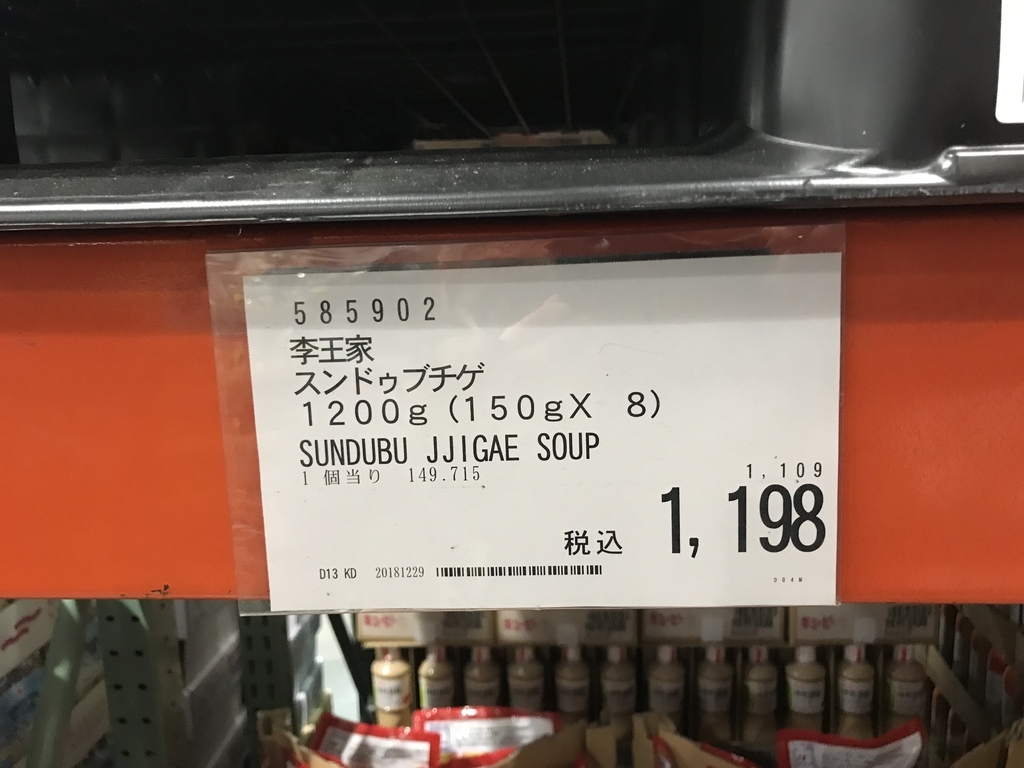 585902
李王家
スンドゥブチゲ
1200g (150gX 8)
SUNDUBU JJIGAE SOUP
1 個当り 149.715
1,109
税込 1,198
D13 KD 20181229